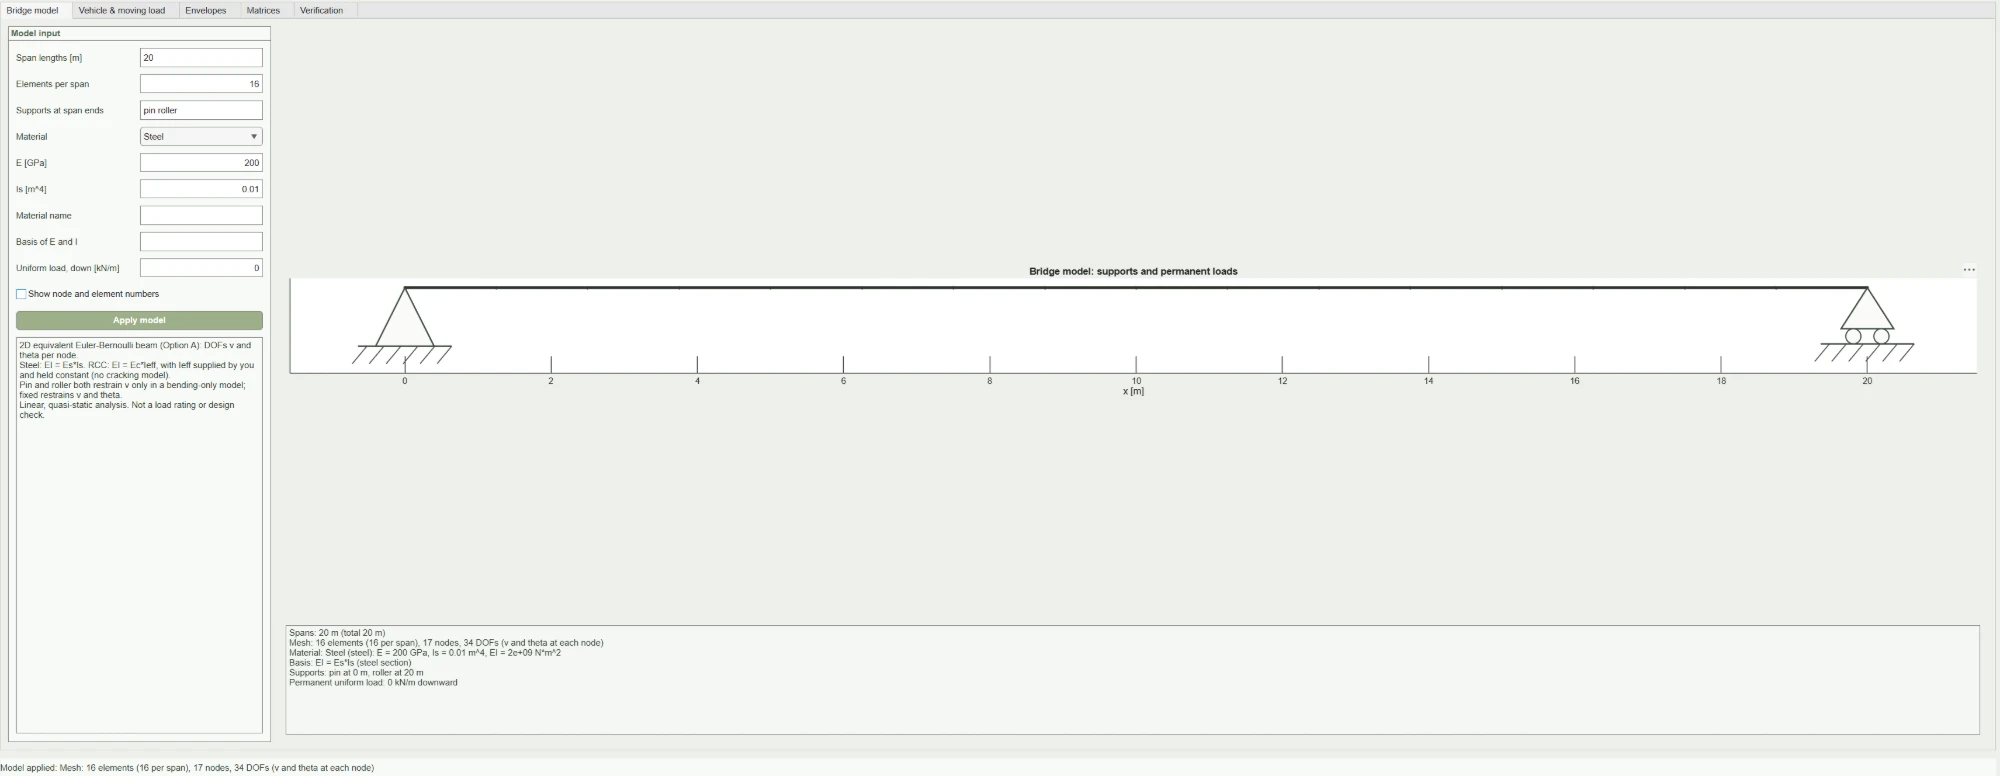 Bridge model
Vehicle & moving load
Envelopes
Matrices
Verification
Model input
Span lengths [m]
20
Elements per span
16
Supports at span ends
pin roller
Material
Steel
E [GPa]
200
Is [m^4]
0.01
Material name
Basis of E and I
Uniform load, down [kN/m]
0
Show node and element numbers
Apply model
2D equivalent Euler-Bernoulli beam (Option A): DOFs v and
theta per node.
Steel: EI = Es*Is. RCC: EI = Ec*Ieff, with Ieff supplied by you
and held constant (no cracking model).
Pin and roller both restrain v only in a bending-only model;
fixed restrains v and theta.
Linear, quasi-static analysis. Not a load rating or design
check.
Bridge model: supports and permanent loads
0 2 4 6 8 10 12 14 16 18 20
x [m]
Spans: 20 m (total 20 m)
Mesh: 16 elements (16 per span), 17 nodes, 34 DOFs (v and theta at each node)
Material: Steel (steel): E = 200 GPa, Is = 0.01 m^4, EI = 2e+09 N*m^2
Basis: EI = Es*Is (steel section)
Supports: pin at 0 m, roller at 20 m
Permanent uniform load: 0 kN/m downward
Model applied: Mesh: 16 elements (16 per span), 17 nodes, 34 DOFs (v and theta at each node)